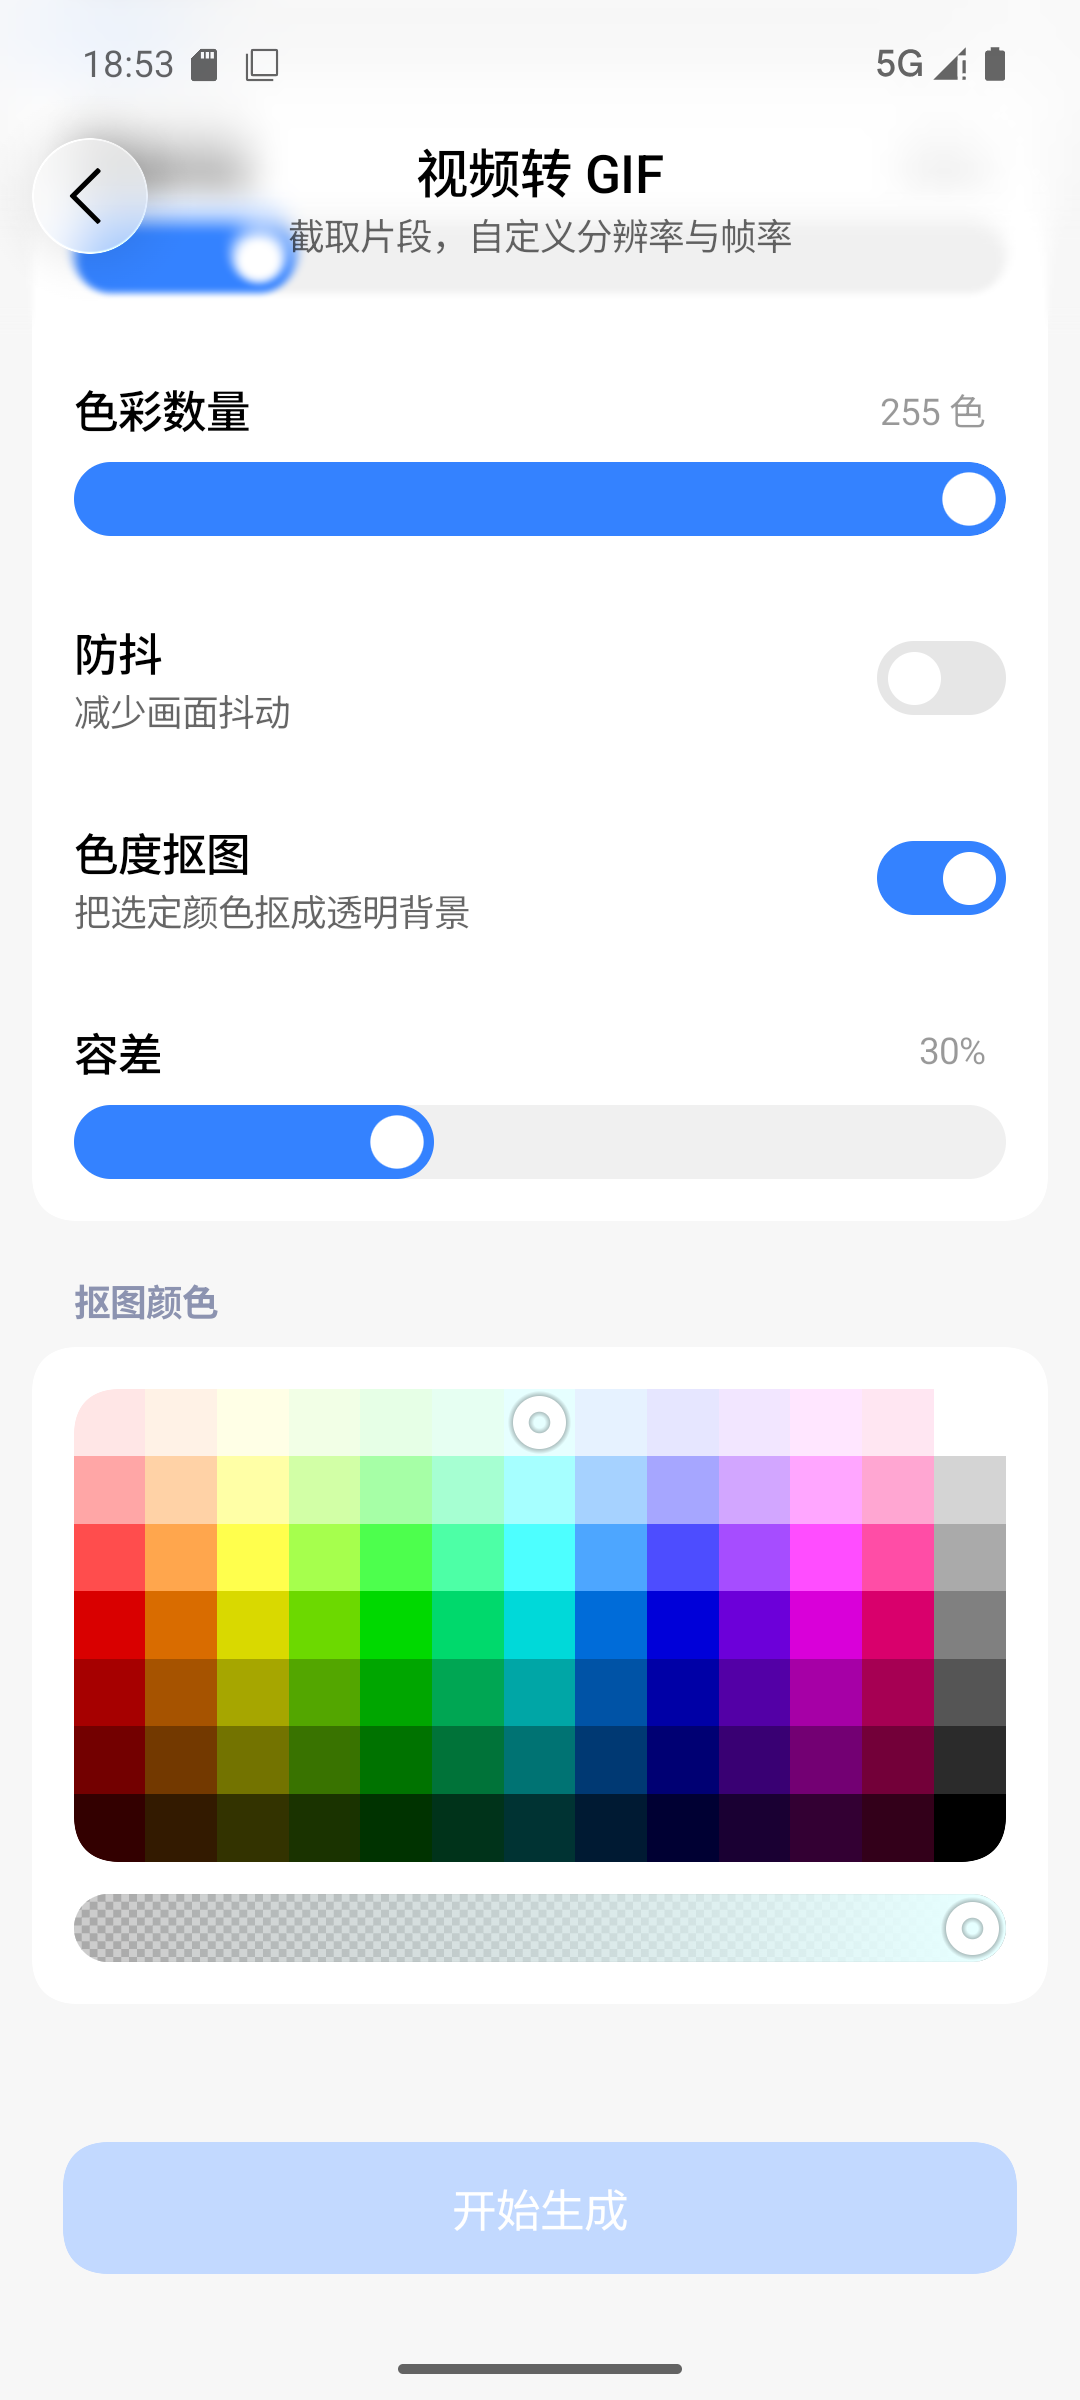 18:53
5G
视频转 GIF
截取片段，自定义分辨率与帧率
色彩数量
255 色
防抖
减少画面抖动
色度抠图
把选定颜色抠成透明背景
容差
30%
抠图颜色
开始生成